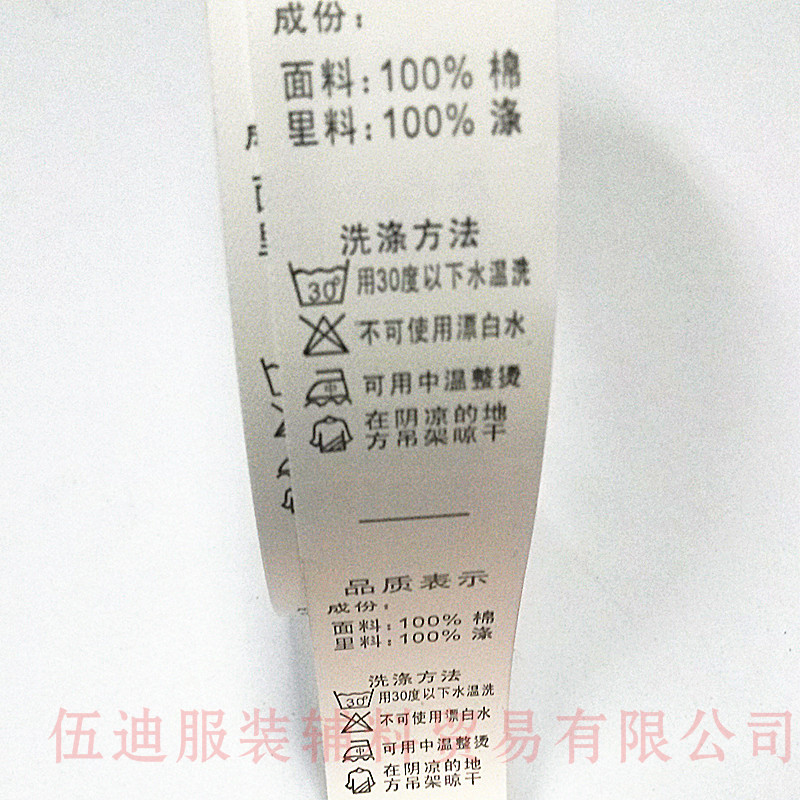 成份：
面料：100% 棉
里料：100% 涤
洗涤方法
30°
用30度以下水温洗
不可使用漂白水
中
可用中温整烫
在阴凉的地
方吊架晾干
品质表示
成份：
面料：100% 棉
里料：100% 涤
洗涤方法
30°
用30度以下水温洗
不可使用漂白水
中
可用中温整烫
在阴凉的地
方吊架晾干
伍迪服装辅料贸易有限公司